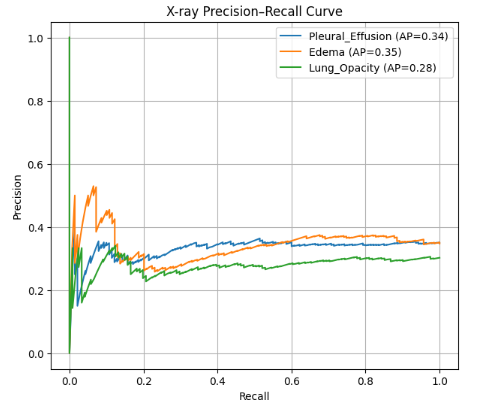 X-ray Precision–Recall Curve
Pleural_Effusion (AP=0.34)
Edema (AP=0.35)
Lung_Opacity (AP=0.28)
Precision
1.0
0.8
0.6
0.4
0.2
0.0
0.0 0.2 0.4 0.6 0.8 1.0
Recall